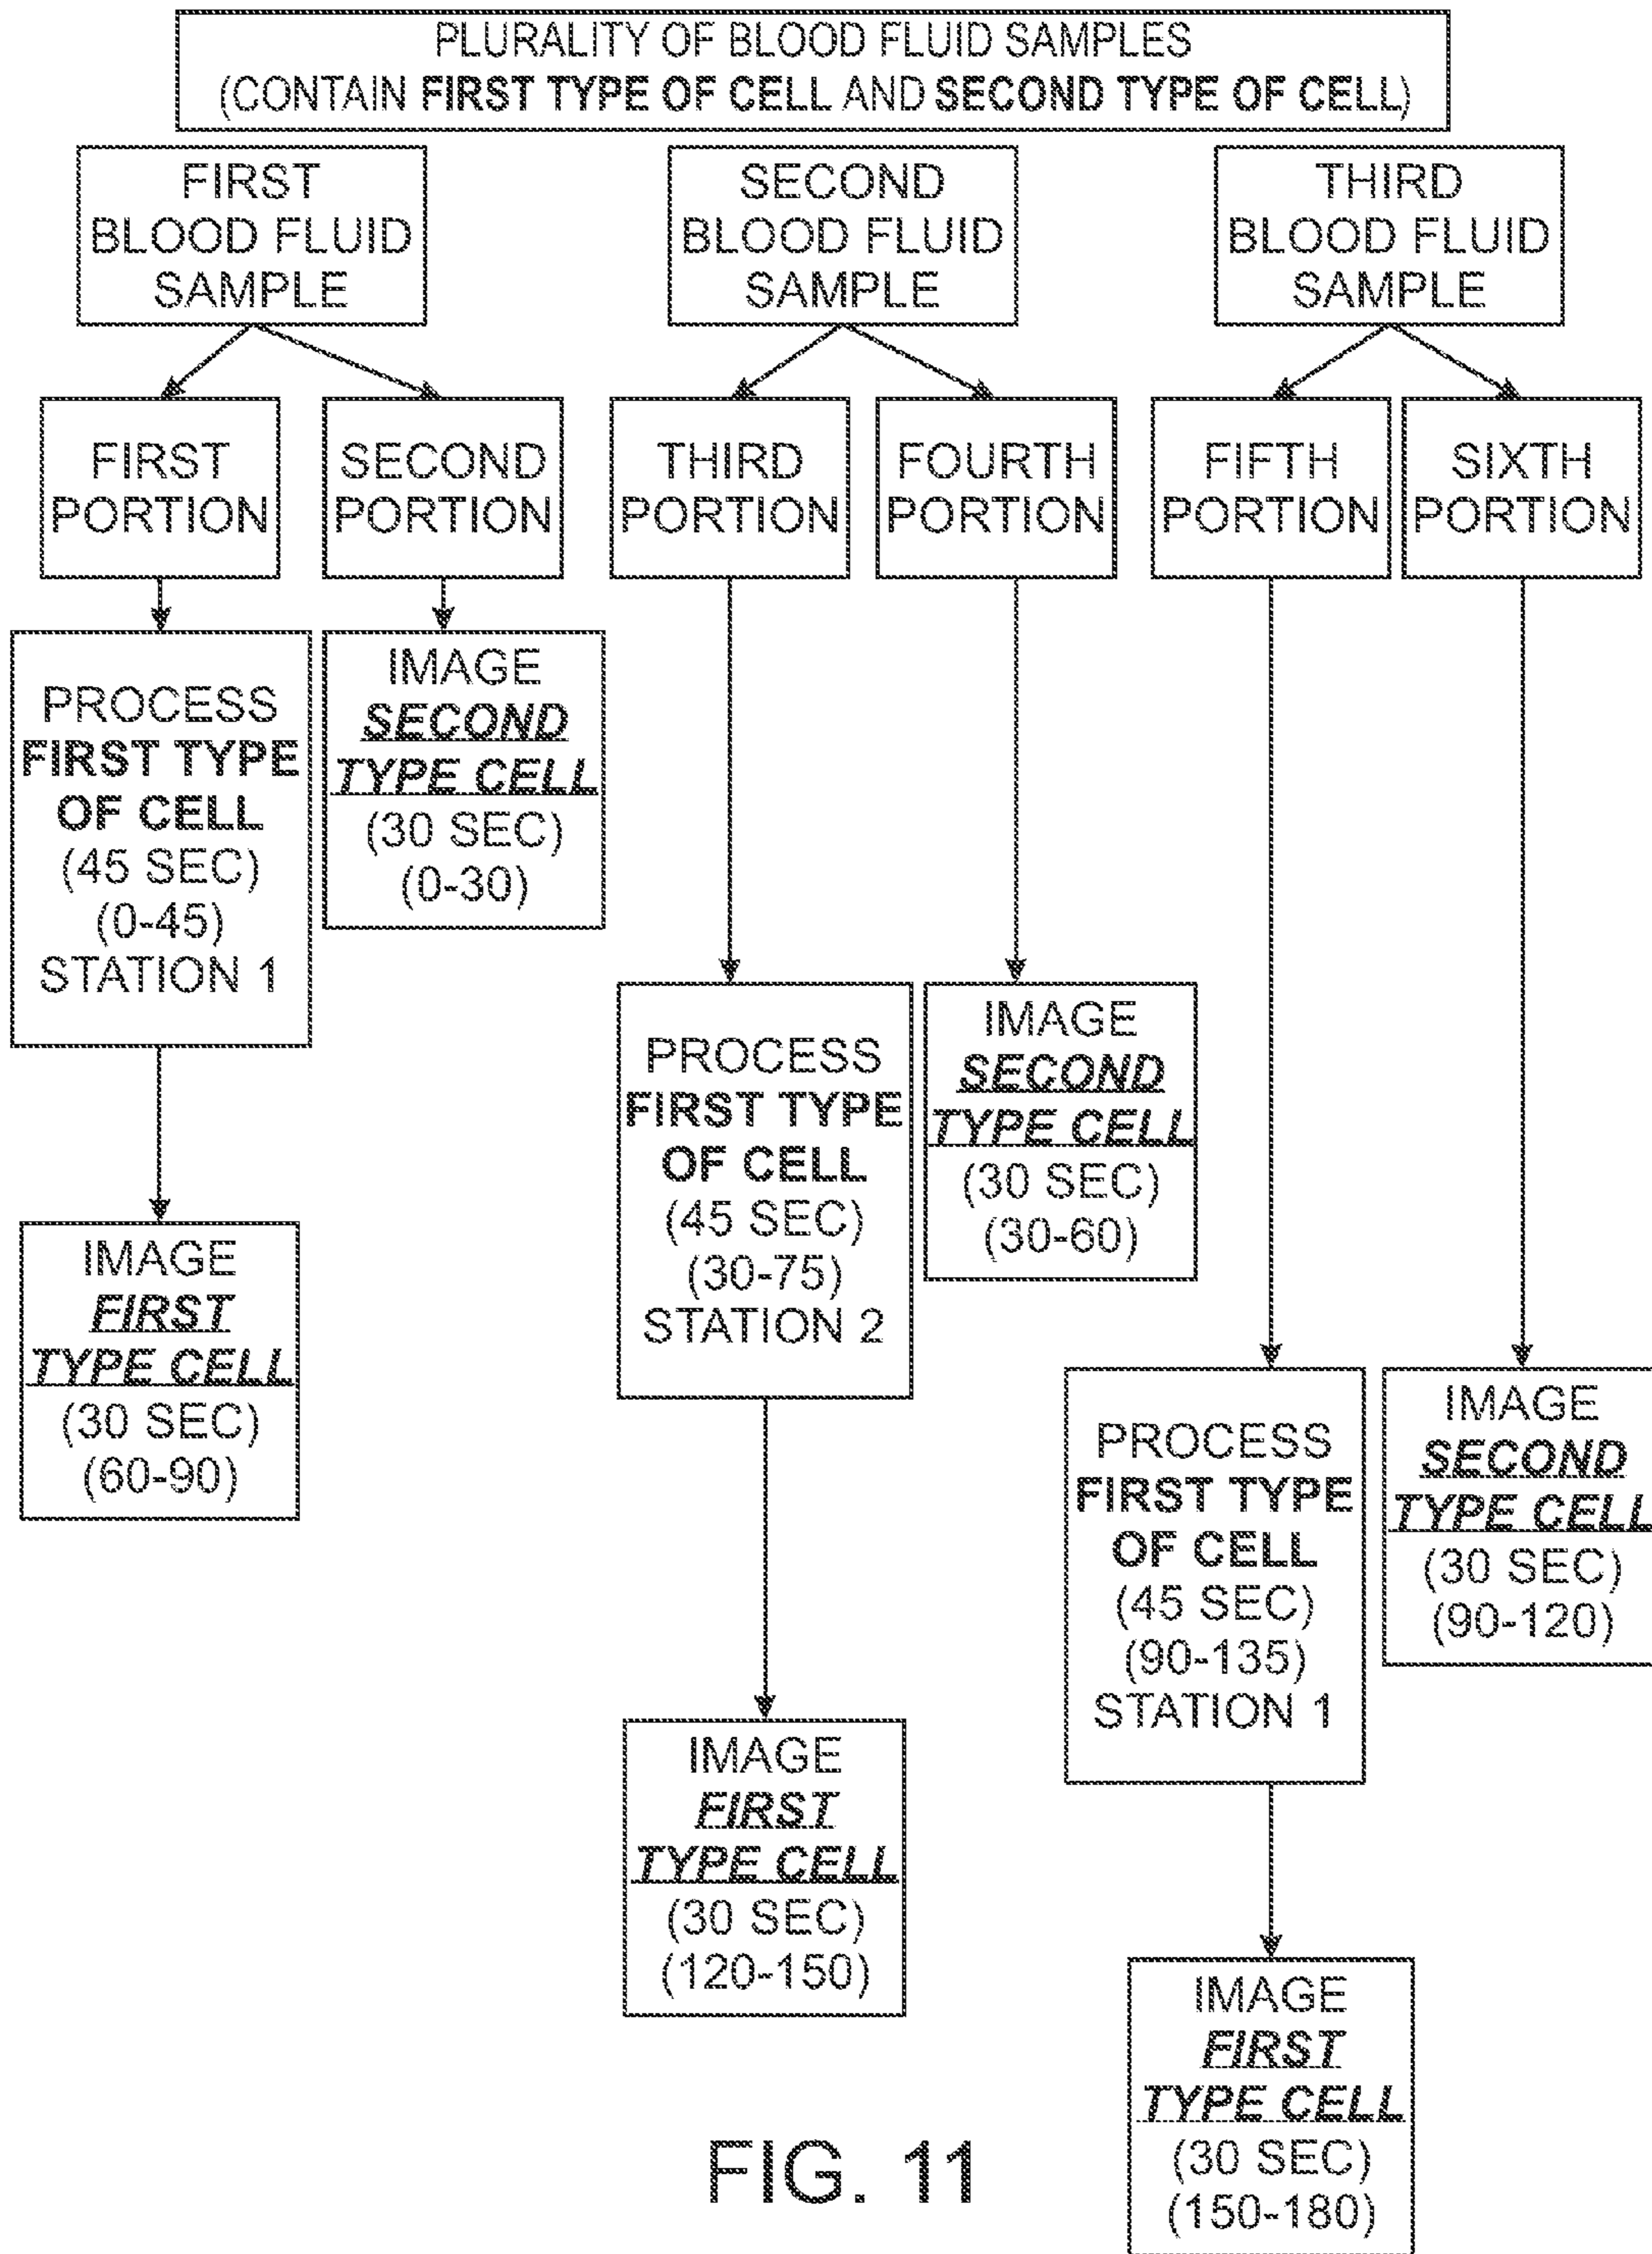 PLURALITY OF BLOOD FLUID SAMPLES
(CONTAIN FIRST TYPE OF CELL AND SECOND TYPE OF CELL)
FIRST
BLOOD FLUID
SAMPLE
SECOND
BLOOD FLUID
SAMPLE
THIRD
BLOOD FLUID
SAMPLE
FIRST
PORTION
SECOND
PORTION
THIRD
PORTION
FOURTH
PORTION
FIFTH
PORTION
SIXTH
PORTION
PROCESS
FIRST TYPE
OF CELL
(45 SEC)
(0-45)
STATION 1
IMAGE
SECOND
TYPE CELL
(30 SEC)
(0-30)
PROCESS
FIRST TYPE
OF CELL
(45 SEC)
(30-75)
STATION 2
IMAGE
SECOND
TYPE CELL
(30 SEC)
(30-60)
IMAGE
FIRST
TYPE CELL
(30 SEC)
(60-90)
PROCESS
FIRST TYPE
OF CELL
(45 SEC)
(90-135)
STATION 1
IMAGE
SECOND
TYPE CELL
(30 SEC)
(90-120)
IMAGE
FIRST
TYPE CELL
(30 SEC)
(120-150)
IMAGE
FIRST
TYPE CELL
(30 SEC)
(150-180)
FIG. 11